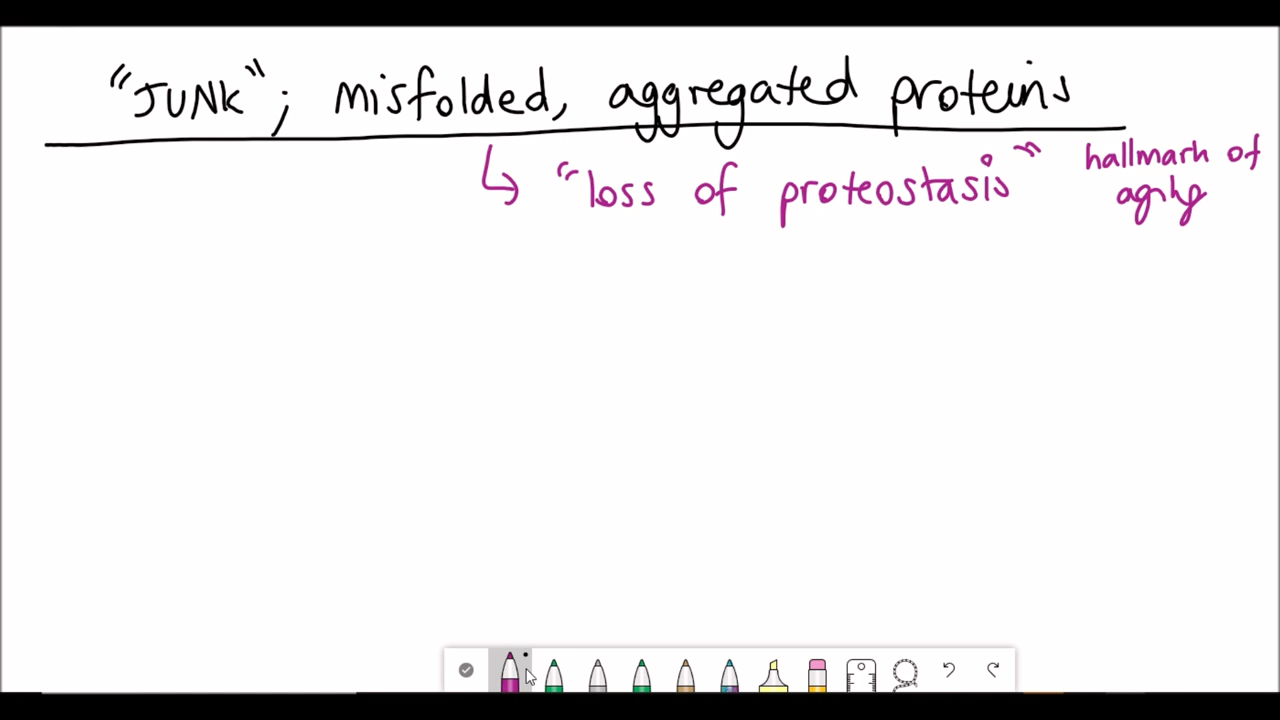 "JUNK"; misfolded, aggregated proteins
"loss of proteostasis"
hallmark of
aging